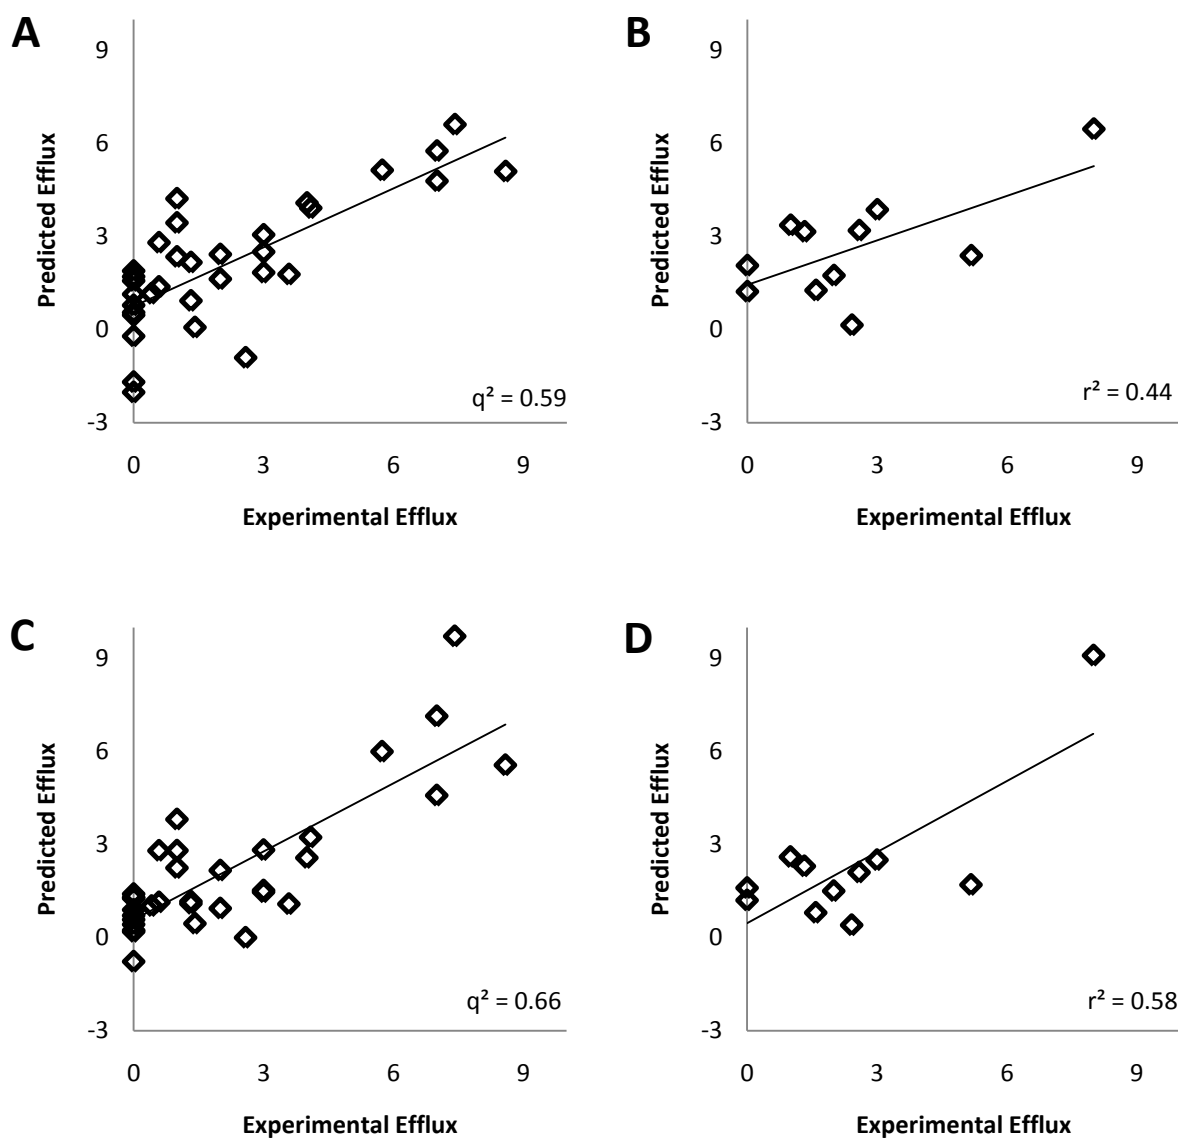 A
9
6
3
0
-3
Predicted Efflux
q² = 0.59
0 3 6 9
Experimental Efflux
B
9
6
3
0
-3
Predicted Efflux
r² = 0.44
0 3 6 9
Experimental Efflux
C
9
6
3
0
-3
Predicted Efflux
q² = 0.66
0 3 6 9
Experimental Efflux
D
9
6
3
0
-3
Predicted Efflux
r² = 0.58
0 3 6 9
Experimental Efflux